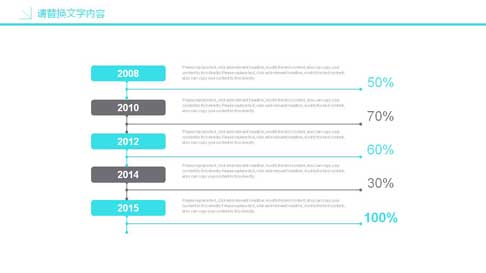 请替换文字内容
2008
Please replace text, click add relevant headline, modify the text content, also can copy your
content to this directly. Please replace text, click add relevant headline, modify the text content,
also can copy your content to this directly.
50%
2010
Please replace text, click add relevant headline, modify the text content, also can copy your
content to this directly. Please replace text, click add relevant headline, modify the text content,
also can copy your content to this directly.
70%
2012
Please replace text, click add relevant headline, modify the text content, also can copy your
content to this directly. Please replace text, click add relevant headline, modify the text content,
also can copy your content to this directly.
60%
2014
Please replace text, click add relevant headline, modify the text content, also can copy your
content to this directly. Please replace text, click add relevant headline, modify the text content,
also can copy your content to this directly.
30%
2015
Please replace text, click add relevant headline, modify the text content, also can copy your
content to this directly. Please replace text, click add relevant headline, modify the text content,
also can copy your content to this directly.
100%